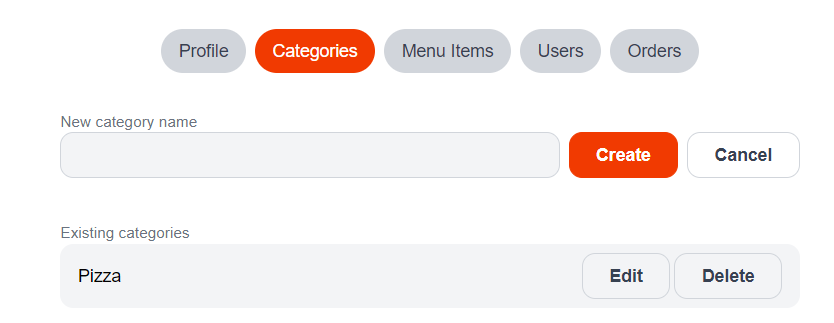 Profile Categories Menu Items Users Orders
New category name
Create Cancel
Existing categories
Pizza Edit Delete